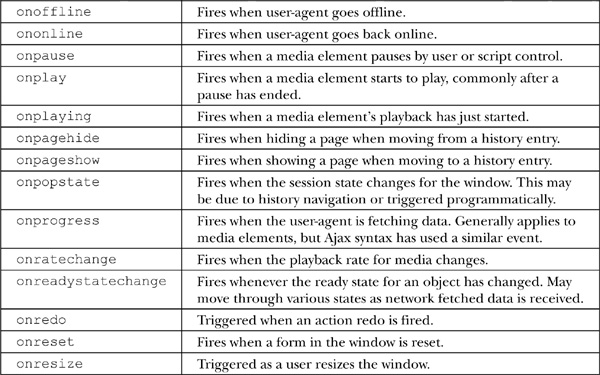 onoffline Fires when user-agent goes offline.
ononline Fires when user-agent goes back online.
onpause Fires when a media element pauses by user or script control.
onplay Fires when a media element starts to play, commonly after a
pause has ended.
onplaying Fires when a media element's playback has just started.
onpagehide Fires when hiding a page when moving from a history entry.
onpageshow Fires when showing a page when moving to a history entry.
onpopstate Fires when the session state changes for the window. This may
be due to history navigation or triggered programmatically.
onprogress Fires when the user-agent is fetching data. Generally applies to
media elements, but Ajax syntax has used a similar event.
onratechange Fires when the playback rate for media changes.
onreadystatechange Fires whenever the ready state for an object has changed. May
move through various states as network fetched data is received.
onredo Triggered when an action redo is fired.
onreset Fires when a form in the window is reset.
onresize Triggered as a user resizes the window.